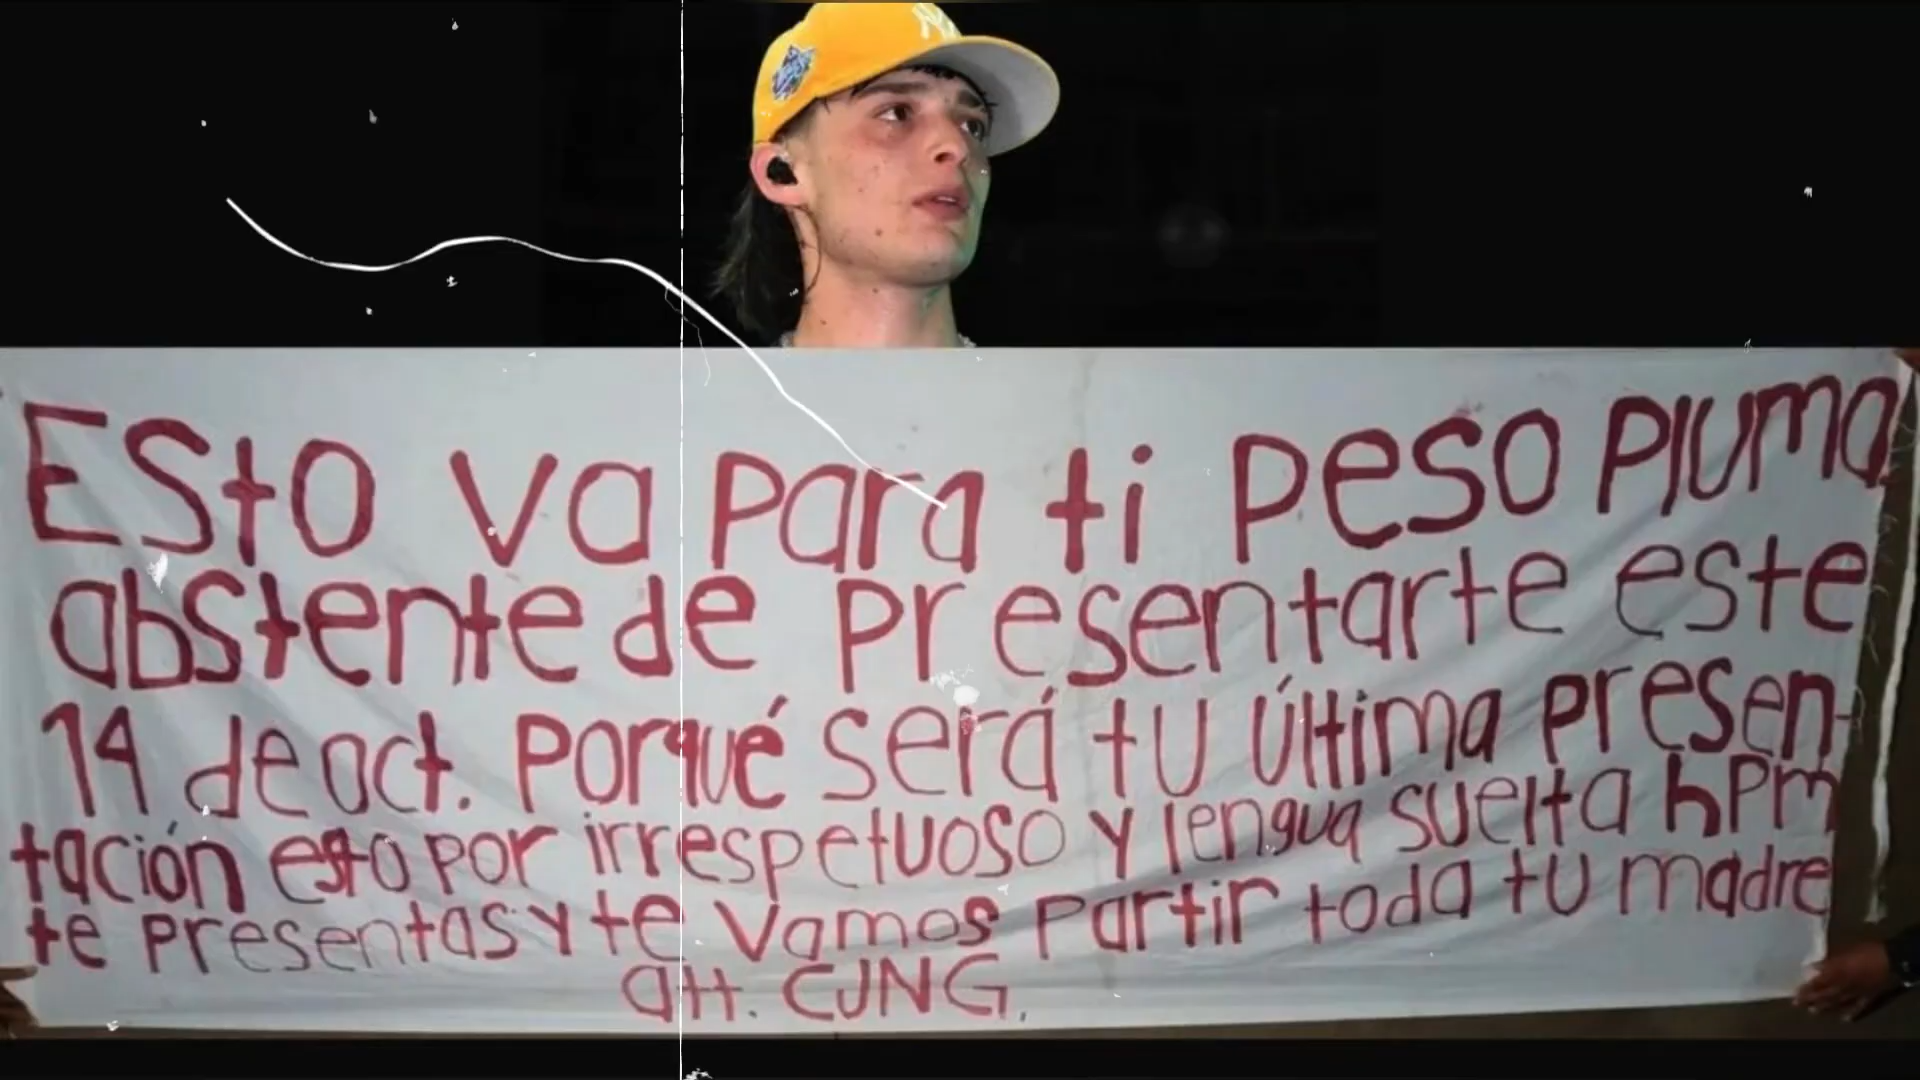 NY
Esto va para ti Peso Pluma
abstente de presentarte este
14 de oct. Porqué será tu última presen-
tación esto por irrespetuoso y lengua suelta hPm
te presentas y te vamos partir toda tu madre
att. CJNG.